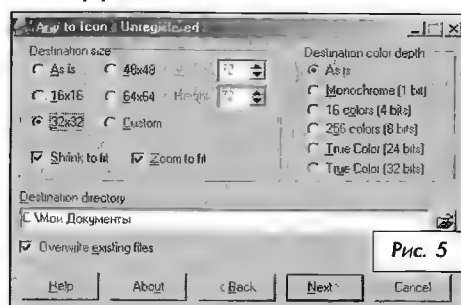 Any to Icon : Unregistered
Destination size
As is
48x48
72
16x16
64x64
Height
72
32x32
Custom
Shrink to fit
Zoom to fit
Destination color depth
As is
Monochrome (1 bit)
16 colors (4 bits)
256 colors (8 bits)
True Color (24 bits)
True Color (32 bits)
Destination directory
C:\Мои Документы
Overwrite existing files
Рис. 5
Help
About
< Back
Next >
Cancel